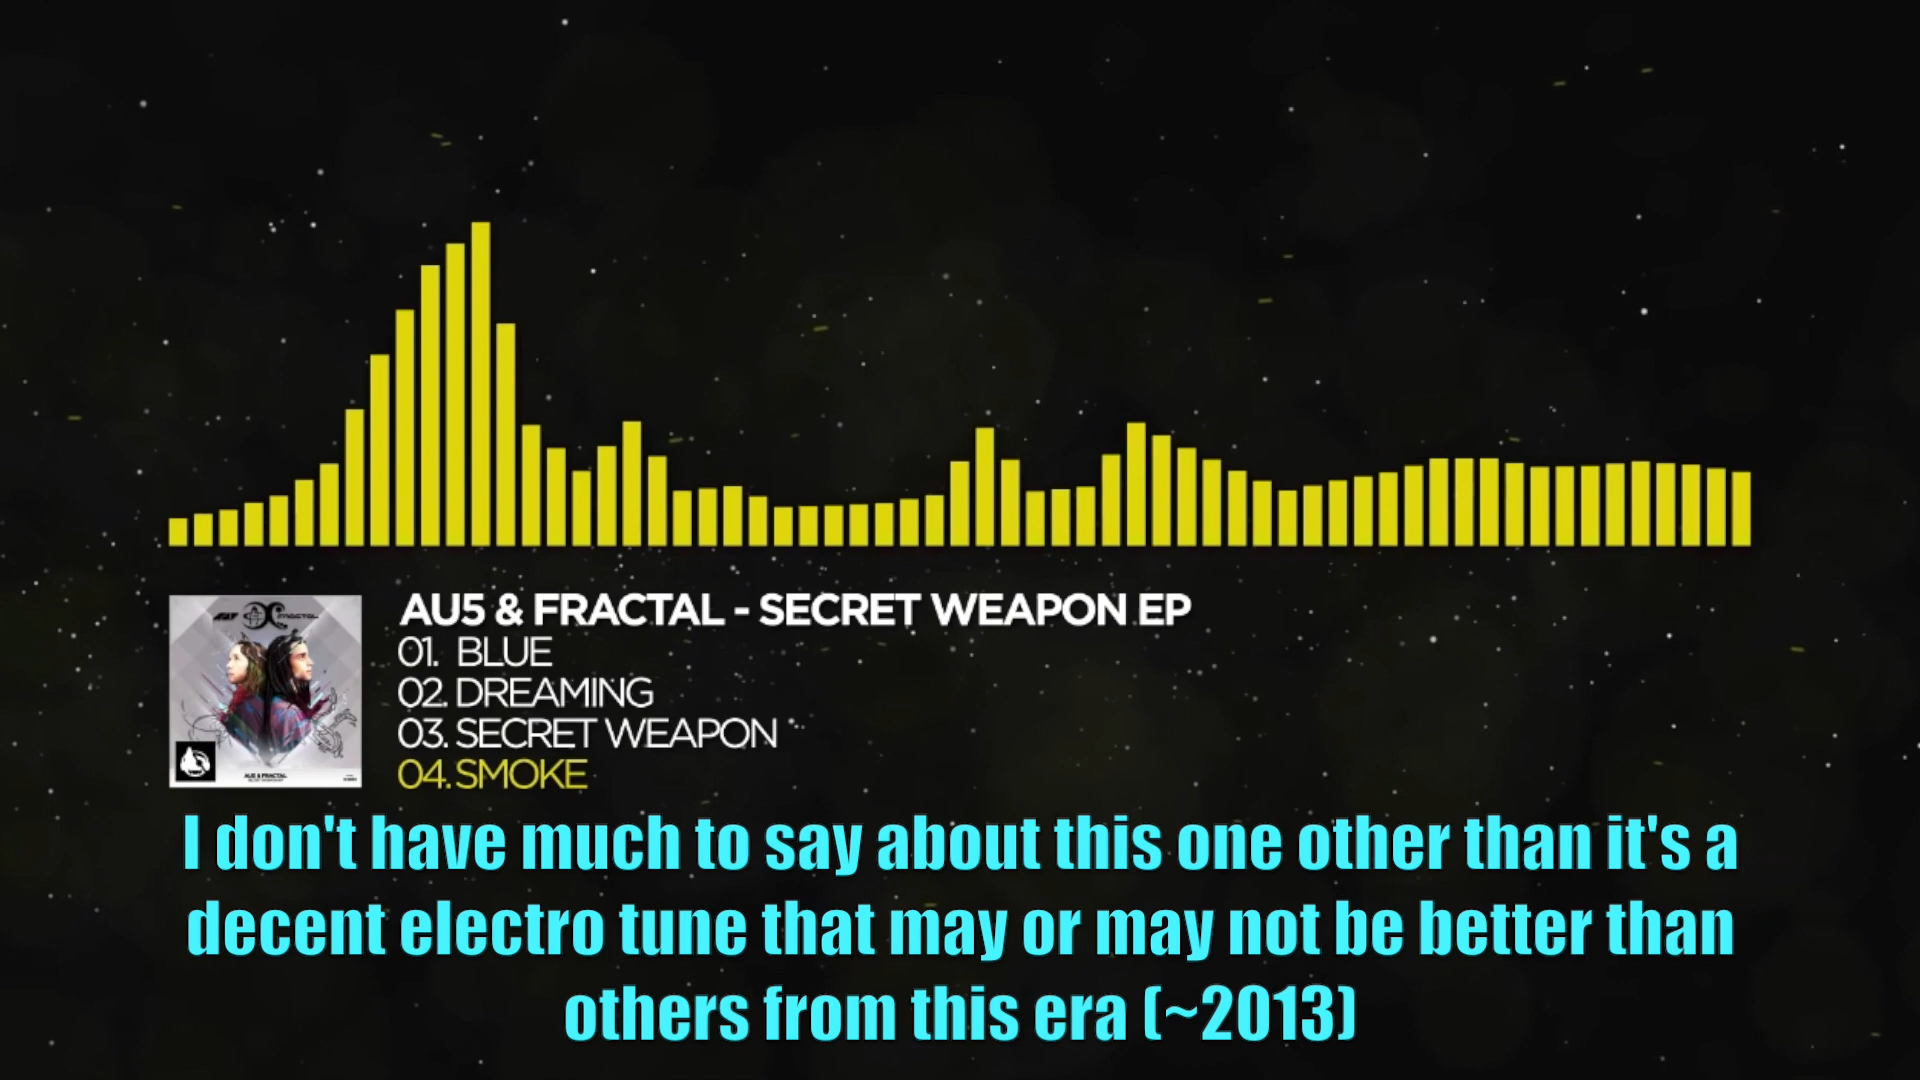 AU5 & FRACTAL - SECRET WEAPON EP
01. BLUE
02. DREAMING
03. SECRET WEAPON
04. SMOKE
AU5 & FRACTAL
I don't have much to say about this one other than it's a
decent electro tune that may or may not be better than
others from this era (~2013)